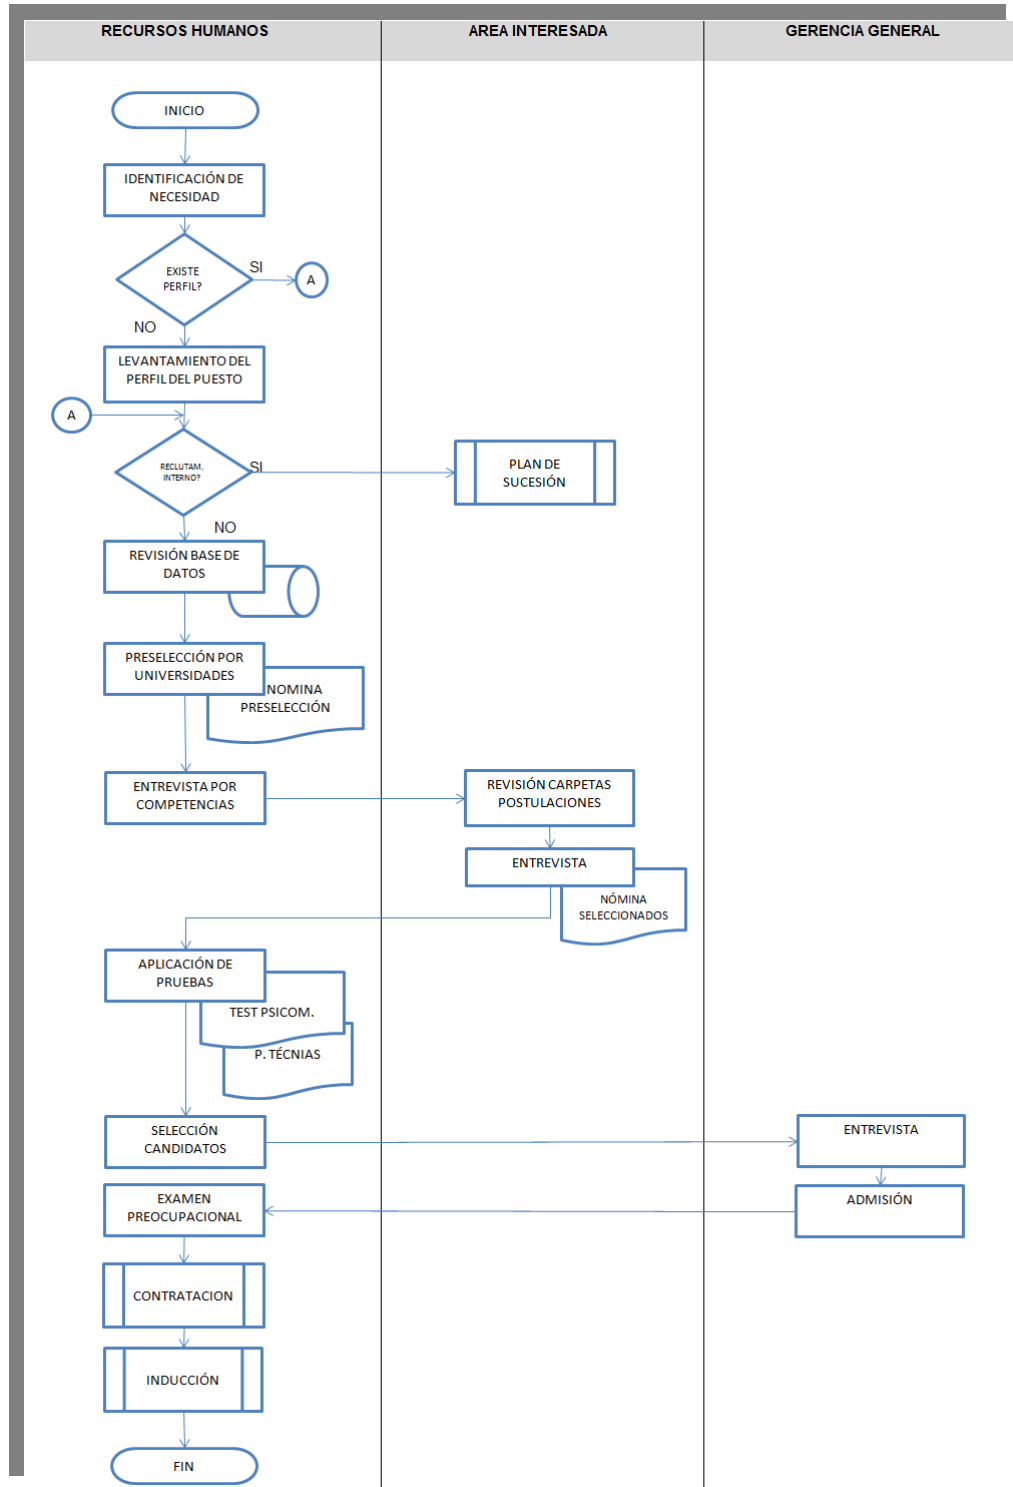 RECURSOS HUMANOS
AREA INTERESADA
GERENCIA GENERAL
INICIO
IDENTIFICACIÓN DE
NECESIDAD
EXISTE
PERFIL?
SI
A
NO
LEVANTAMIENTO DEL
PERFIL DEL PUESTO
A
RECLUTAM.
INTERNO?
SI
PLAN DE
SUCESIÓN
NO
REVISIÓN BASE DE
DATOS
PRESELECCIÓN POR
UNIVERSIDADES
NOMINA
PRESELECCIÓN
ENTREVISTA POR
COMPETENCIAS
REVISIÓN CARPETAS
POSTULACIONES
ENTREVISTA
NÓMINA
SELECCIONADOS
APLICACIÓN DE
PRUEBAS
TEST PSICOM.
P. TÉCNIAS
SELECCIÓN
CANDIDATOS
ENTREVISTA
ADMISIÓN
EXAMEN
PREOCUPACIONAL
CONTRATACION
INDUCCIÓN
FIN